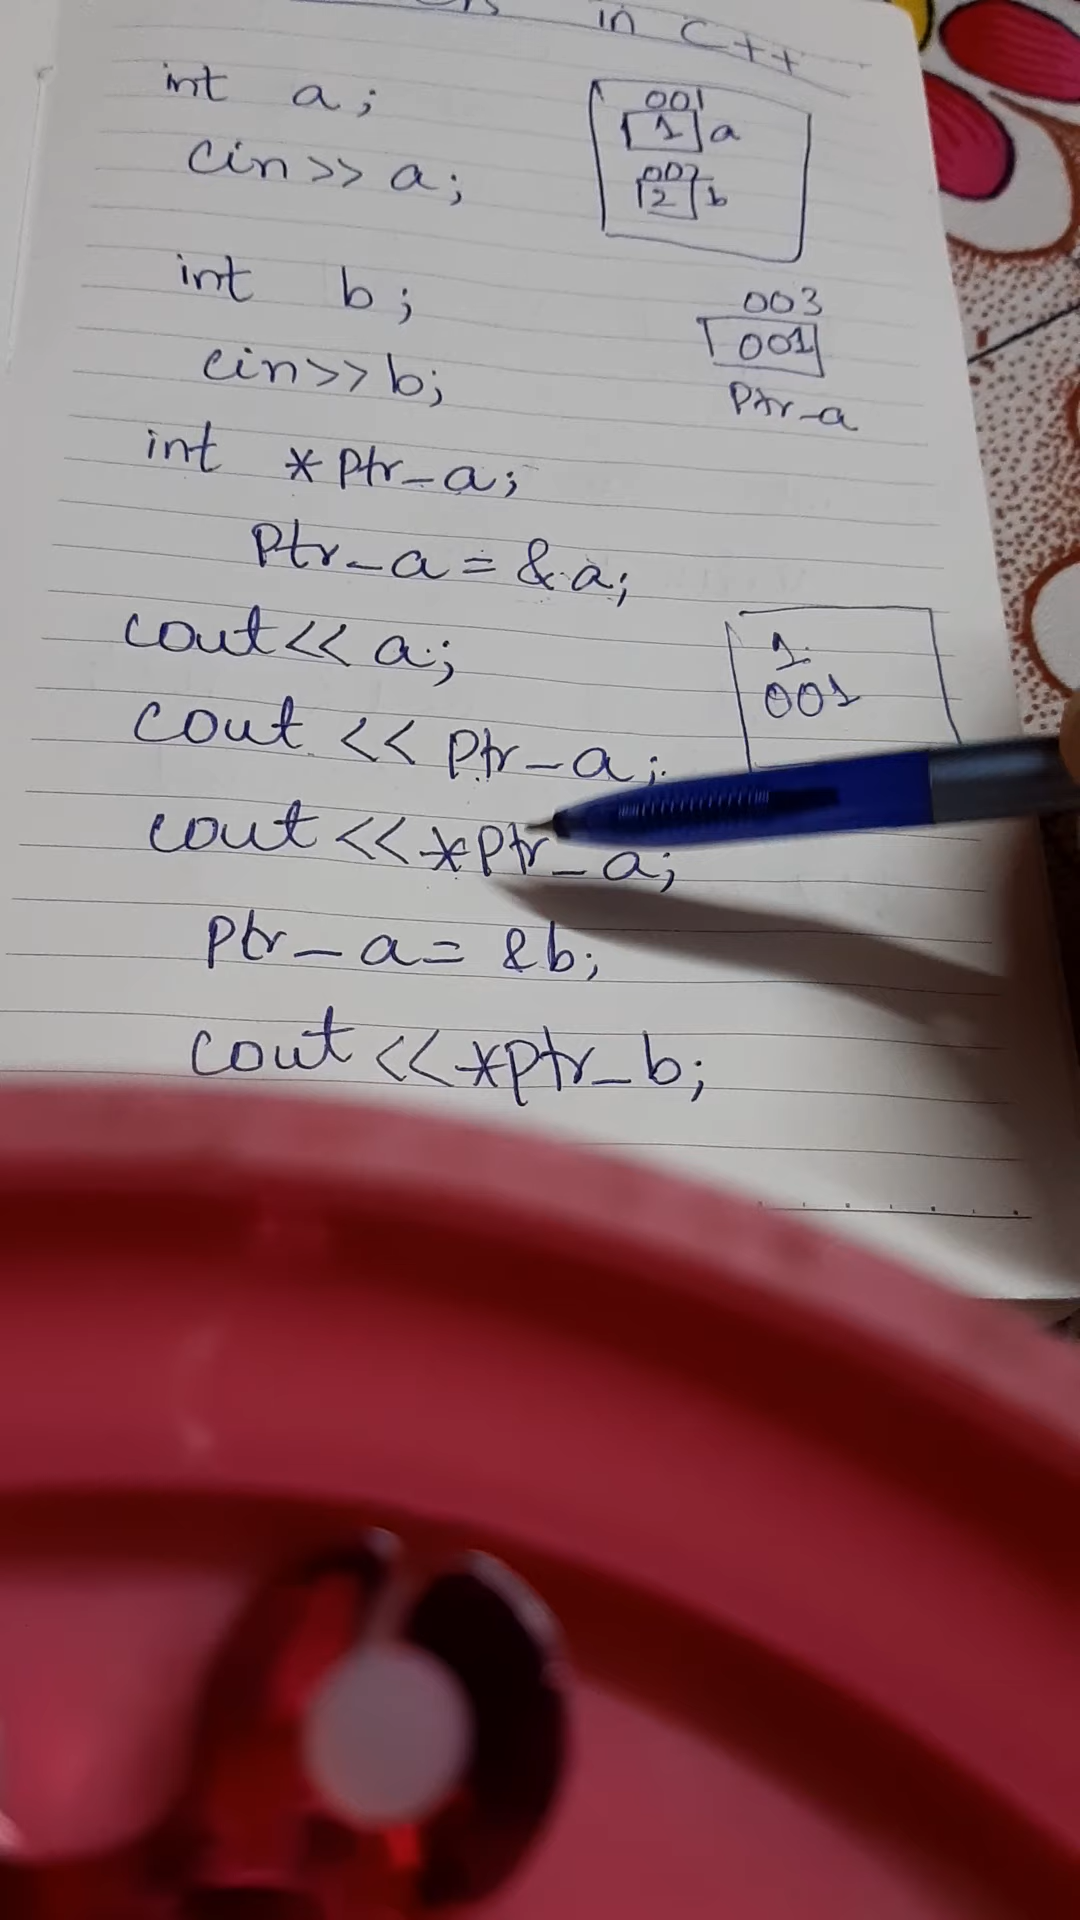 in C++
int a;
cin>> a;
001
1 a
002
2 b
int b;
cin>>b;
003
001
Ptr_a
int *ptr_a;
Ptr_a = &a;
cout<< a;
cout << ptr_a;
1
001
cout <<*ptr_a;
ptr_a = &b;
cout <<*ptr_b;